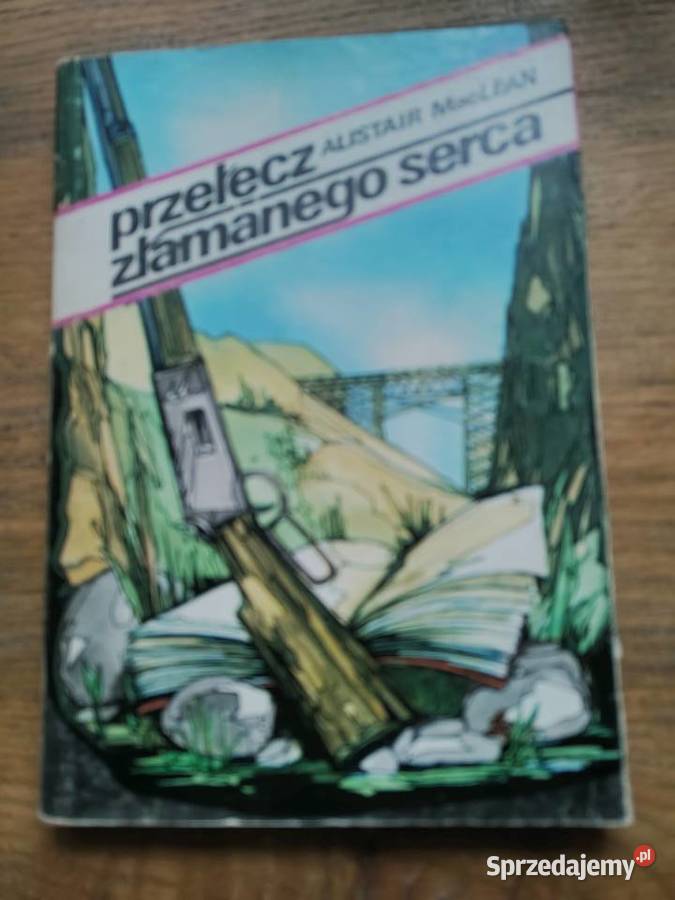 ALISTAIR MacLEAN
przełęcz
złamanego serca
Sprzedajemy.pl